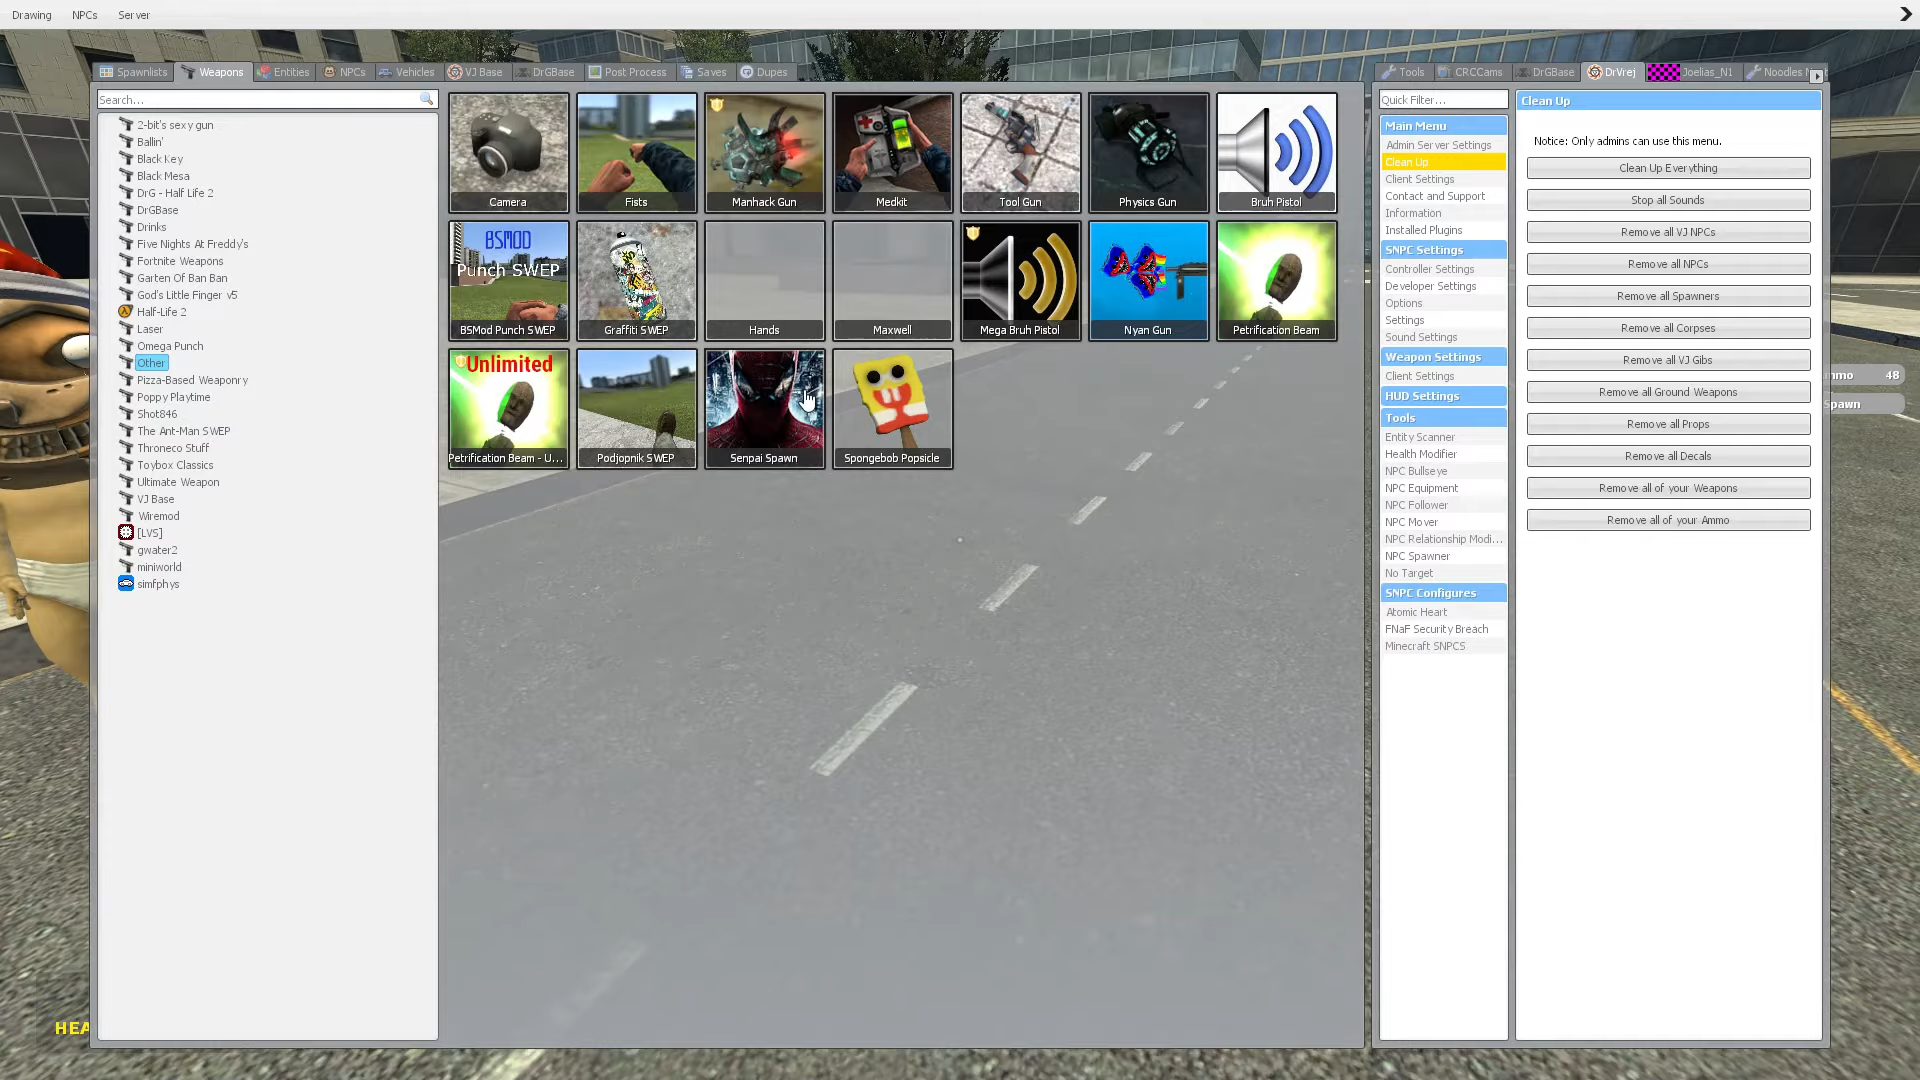 Drawing NPCs Server
Spawnlists Weapons Entities NPCs Vehicles VJ Base DrGBase Post Process Saves Dupes
Tools CRCCams DrGBase DrVrej Joelias_N1 Noodles
Search...
2-bit's sexy gun
Ballin'
Black Key
Black Mesa
DrG - Half Life 2
DrGBase
Drinks
Five Nights At Freddy's
Fortnite Weapons
Garten Of Ban Ban
God's Little Finger v5
Half-Life 2
Laser
Omega Punch
Other
Pizza-Based Weaponry
Poppy Playtime
Shot846
The Ant-Man SWEP
Throneco Stuff
Toybox Classics
Ultimate Weapon
VJ Base
Wiremod
[LVS]
gwater2
miniworld
simfphys
Camera Fists Manhack Gun Medkit Tool Gun Physics Gun Bruh Pistol
BSMOD
Punch SWEP
BSMod Punch SWEP Graffiti SWEP Hands Maxwell Mega Bruh Pistol Nyan Gun Petrification Beam
Unlimited
Petrification Beam - U... Podjopnik SWEP Senpai Spawn Spongebob Popsicle
Quick Filter...
Main Menu
Admin Server Settings
Clean Up
Client Settings
Contact and Support
Information
Installed Plugins
SNPC Settings
Controller Settings
Developer Settings
Options
Settings
Sound Settings
Weapon Settings
Client Settings
HUD Settings
Tools
Entity Scanner
Health Modifier
NPC Bullseye
NPC Equipment
NPC Follower
NPC Mover
NPC Relationship Modi...
NPC Spawner
No Target
SNPC Configures
Atomic Heart
FNaF Security Breach
Minecraft SNPCS
Clean Up
Notice: Only admins can use this menu.
Clean Up Everything
Stop all Sounds
Remove all VJ NPCs
Remove all NPCs
Remove all Spawners
Remove all Corpses
Remove all VJ Gibs
Remove all Ground Weapons
Remove all Props
Remove all Decals
Remove all of your Weapons
Remove all of your Ammo
mmo 48
pawn
HEA